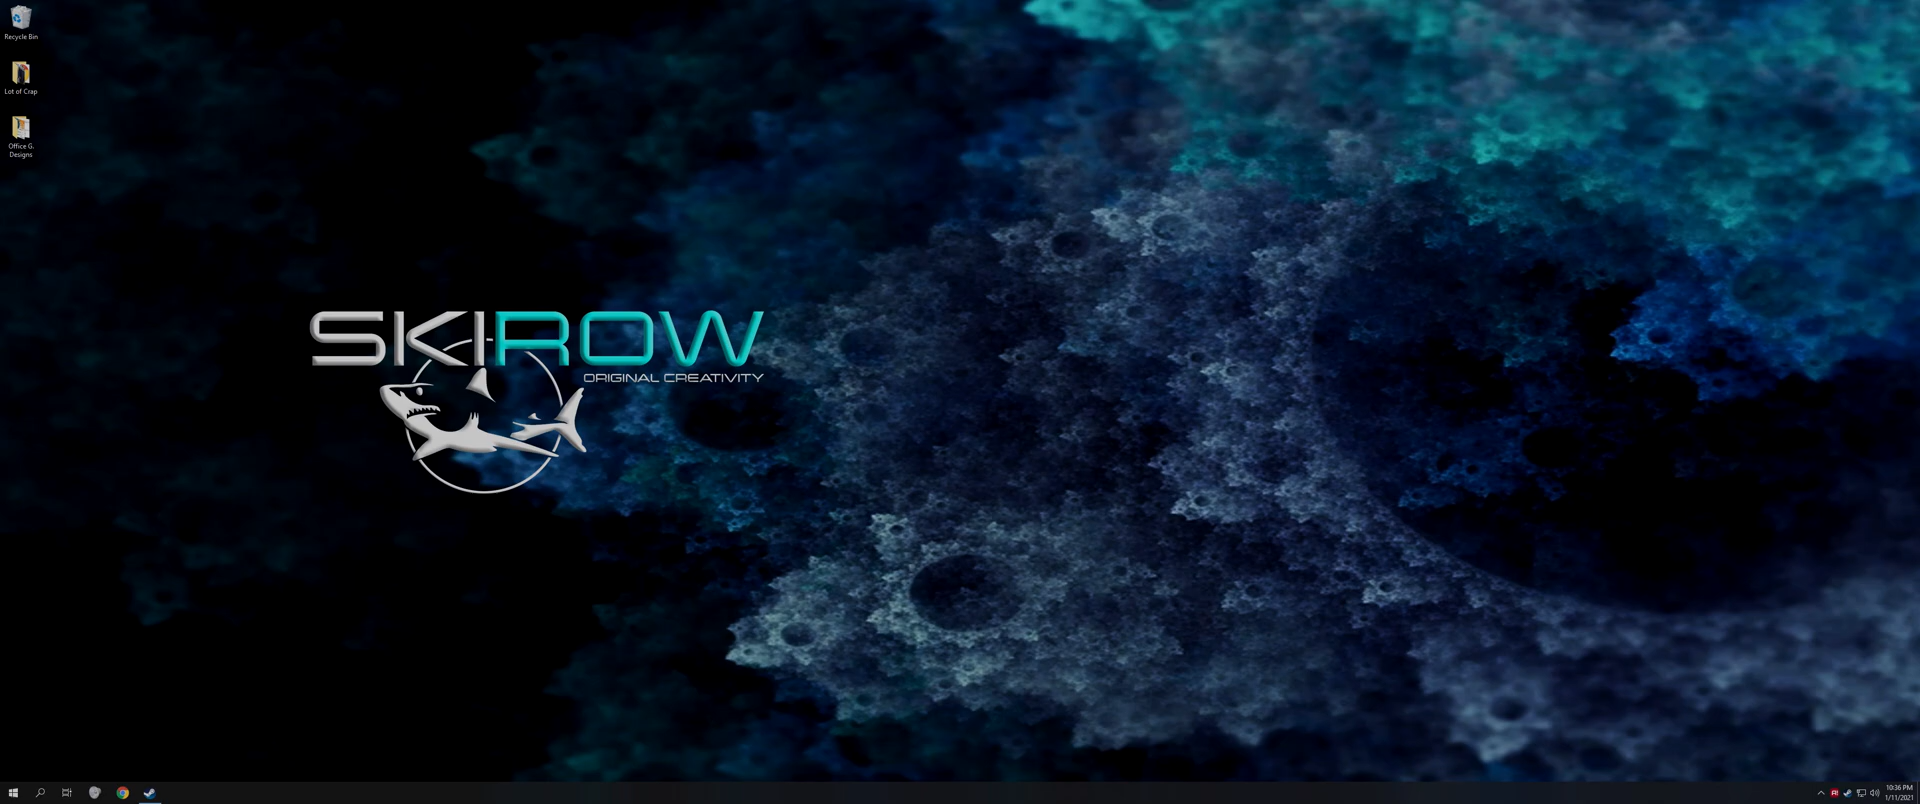 Recycle Bin
Lot of Crap
Office G.
Designs
SKIROW
ORIGINAL CREATIVITY
10:36 PM
1/11/2021